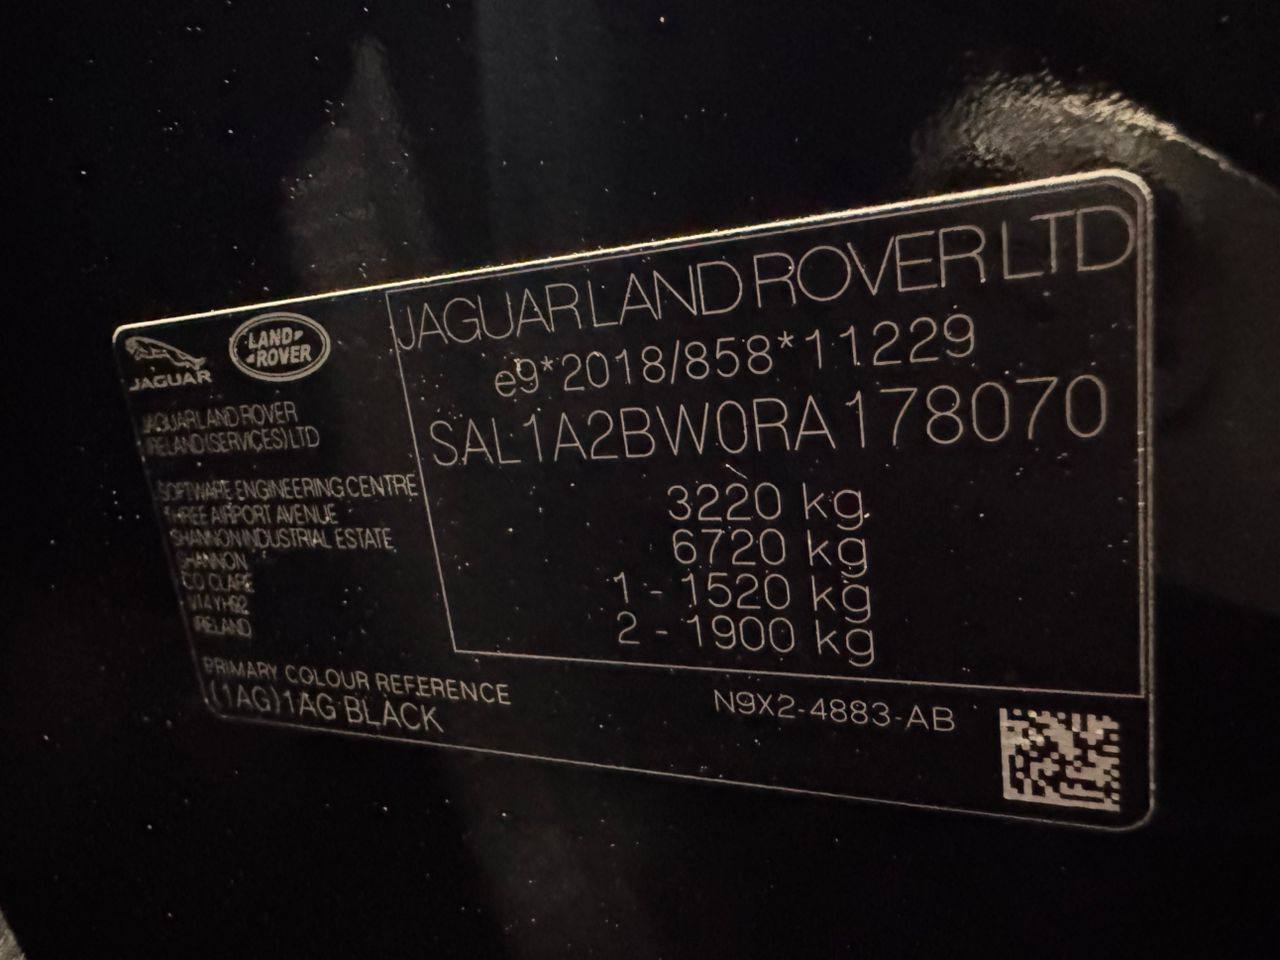 JAGUAR LAND ROVER LTD
e9*2018/858*11229
SAL1A2BW0RA178070
3220 kg
6720 kg
1 - 1520 kg
2 - 1900 kg
JAGUAR
LAND ROVER
JAGUAR LAND ROVER
IRELAND (SERVICES) LTD
SOFTWARE ENGINEERING CENTRE
THREE AIRPORT AVENUE
SHANNON INDUSTRIAL ESTATE
SHANNON
CO CLARE
V14 YH92
IRELAND
PRIMARY COLOUR REFERENCE
(1AG)1AG BLACK
N9X2-4883-AB